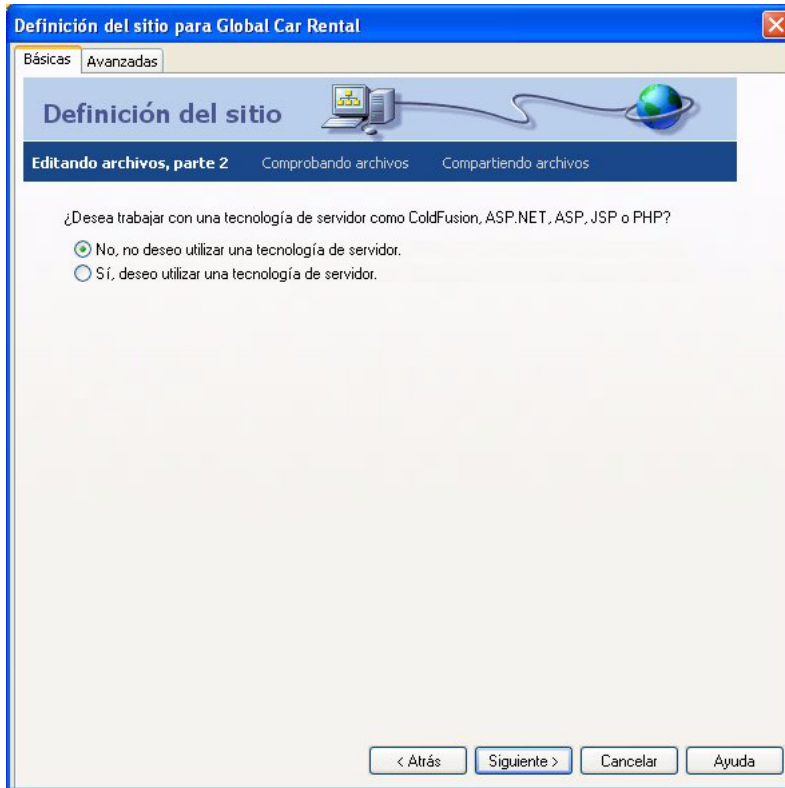 Definición del sitio para Global Car Rental
Básicas Avanzadas
Definición del sitio
Editando archivos, parte 2 Comprobando archivos Compartiendo archivos
¿Desea trabajar con una tecnología de servidor como ColdFusion, ASP.NET, ASP, JSP o PHP?
No, no deseo utilizar una tecnología de servidor.
Sí, deseo utilizar una tecnología de servidor.
< Atrás Siguiente > Cancelar Ayuda